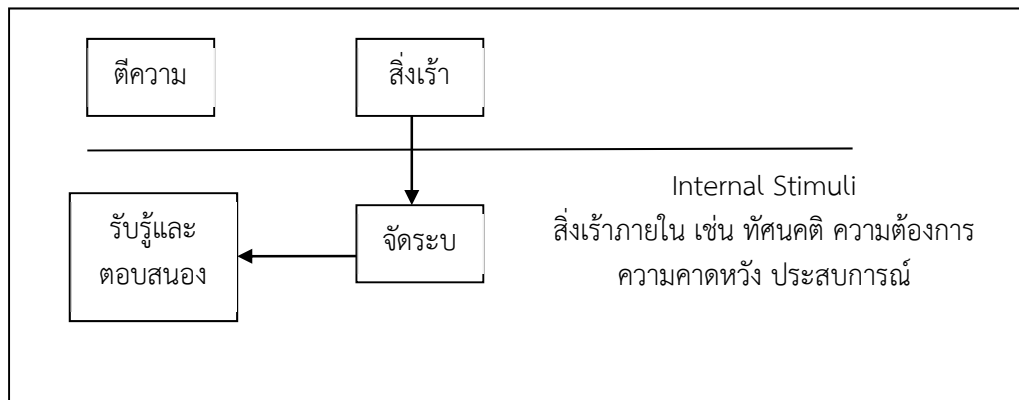 ตีความ
สิ่งเร้า
Internal Stimuli
สิ่งเร้าภายใน เช่น ทัศนคติ ความต้องการ
ความคาดหวัง ประสบการณ์
รับรู้และ
ตอบสนอง
จัดระบบ